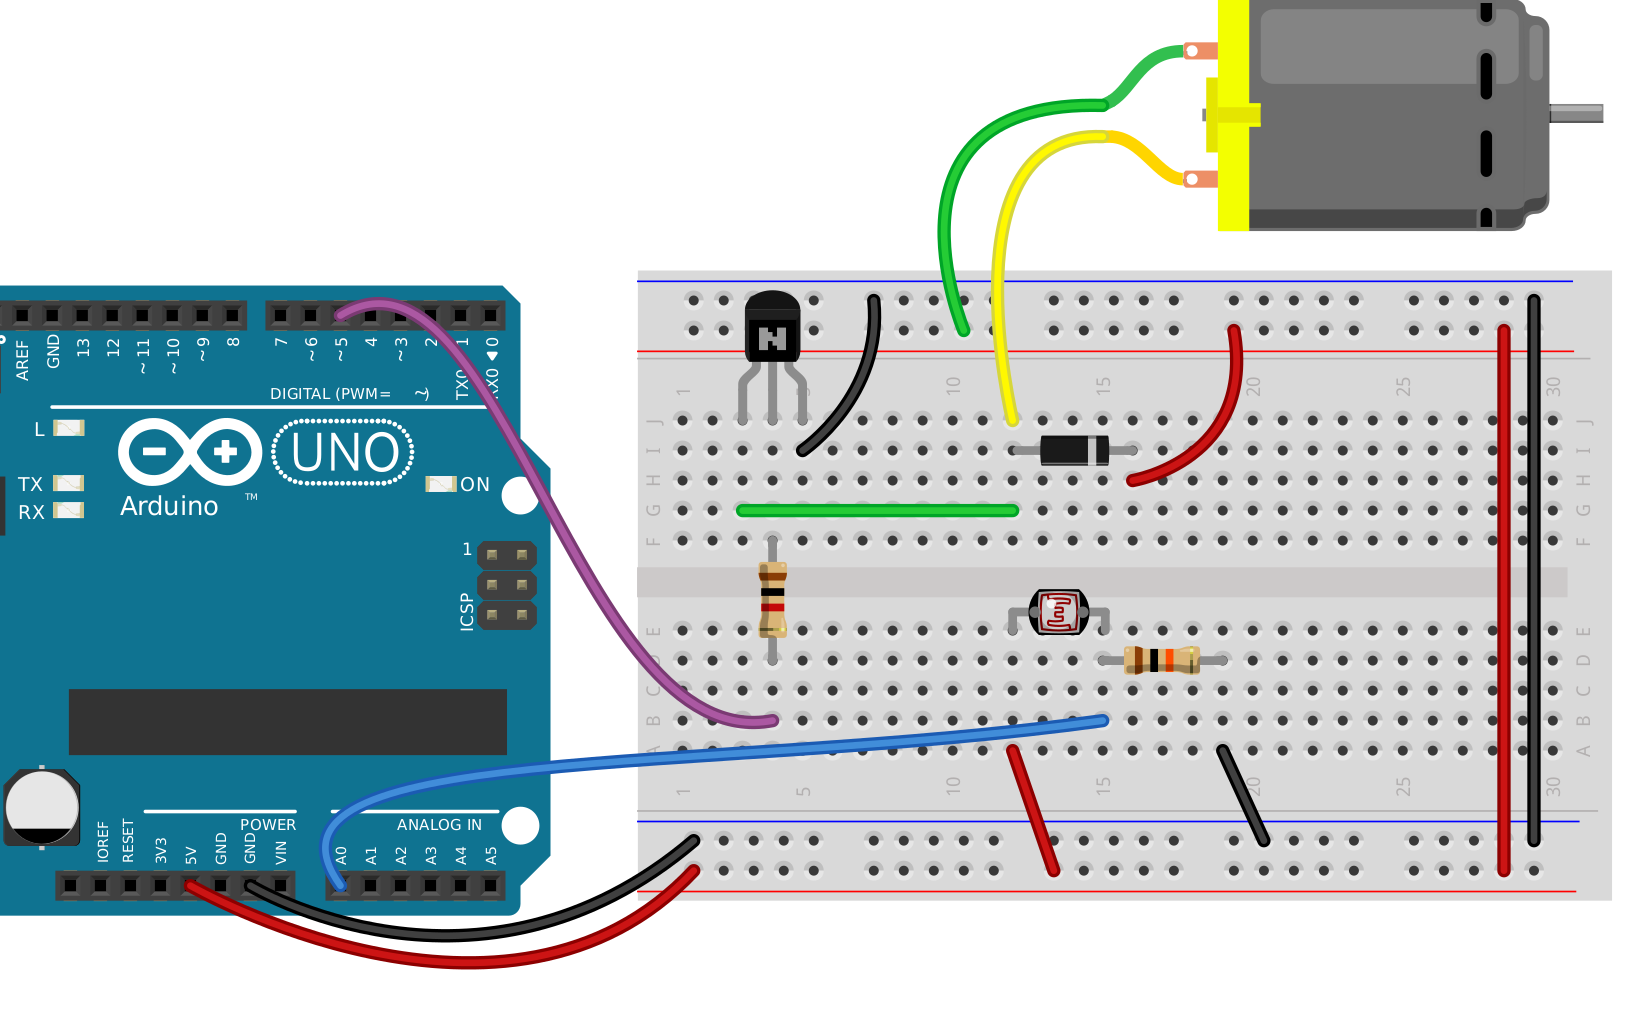 AREF
GND
13
12
~11
~10
~9
8
7
~6
~5
4
~3
2
TX0 1
RX0 ◀ 0
DIGITAL (PWM= ~)
L
TX
RX
UNO
ON
Arduino
TM
1
ICSP
POWER
ANALOG IN
IOREF
RESET
3V3
5V
GND
GND
VIN
A0
A1
A2
A3
A4
A5
N
1
5
10
15
20
25
30
J
I
H
G
F
E
D
C
B
A
J
I
H
G
F
E
D
C
B
A
1
5
10
15
20
25
30